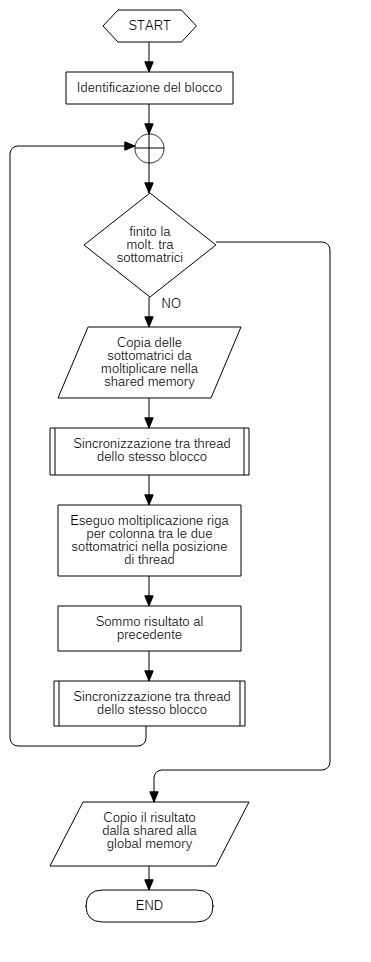 START
Identificazione del blocco
finito la
molt. tra
sottomatrici
NO
Copia delle
sottomatrici da
moltiplicare nella
shared memory
Sincronizzazione tra thread
dello stesso blocco
Eseguo moltiplicazione riga
per colonna tra le due
sottomatrici nella posizione
di thread
Sommo risultato al
precedente
Sincronizzazione tra thread
dello stesso blocco
Copio il risultato
dalla shared alla
global memory
END